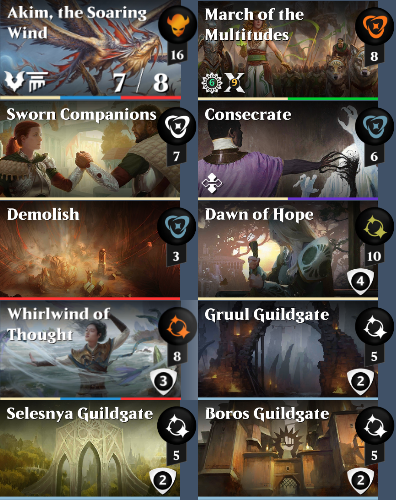 Akim, the Soaring
Wind
16
7 / 8
March of the
Multitudes
8
6
X
9
Sworn Companions
7
Consecrate
6
Demolish
3
Dawn of Hope
10
4
Whirlwind of
Thought
8
3
Gruul Guildgate
5
2
Selesnya Guildgate
5
2
Boros Guildgate
5
2